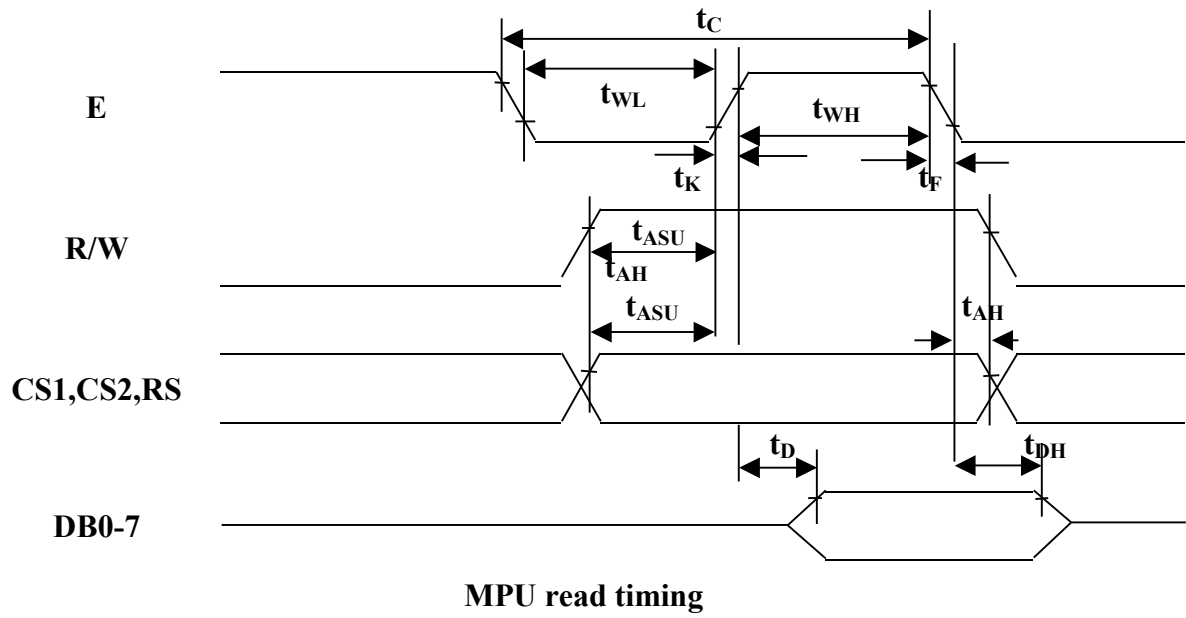 tC
E
tWL
tWH
tK
tF
R/W
tASU
tAH
tASU
tAH
CS1,CS2,RS
tD
tDH
DB0-7
MPU read timing